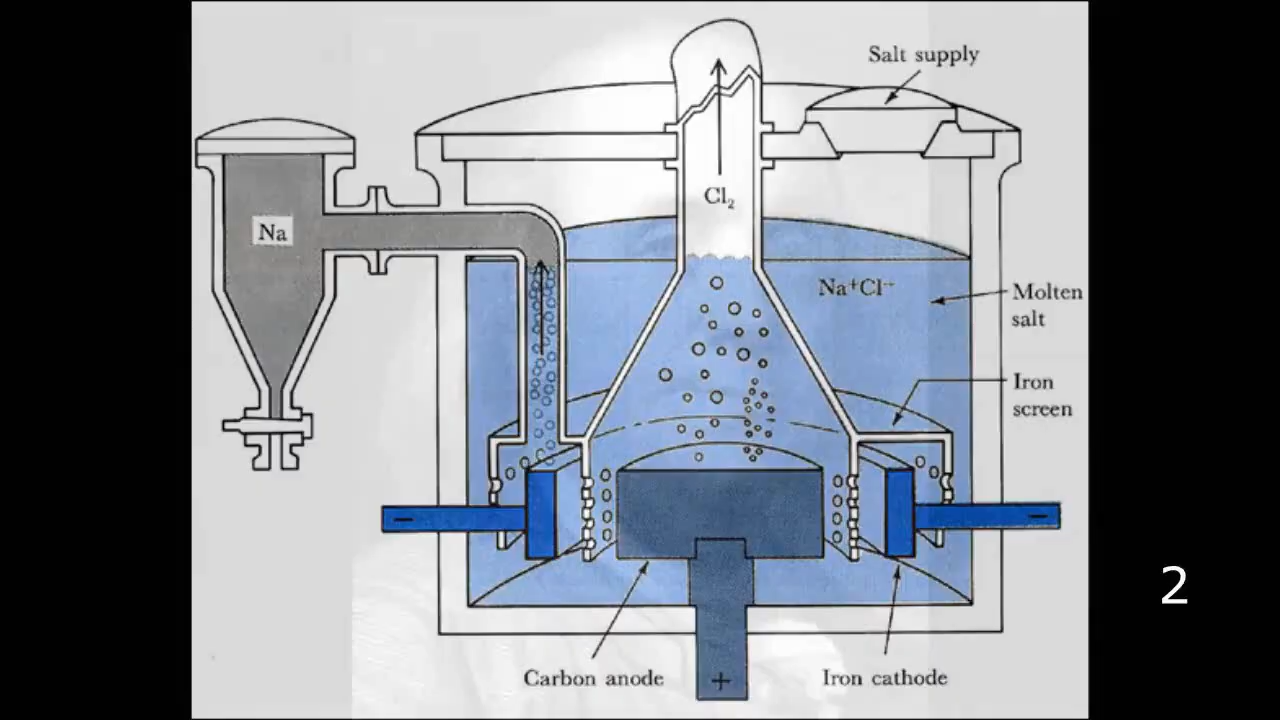 Salt supply
Cl₂
Na
Na⁺Cl⁻
Molten
salt
Iron
screen
−
−
2
Carbon anode
+
Iron cathode